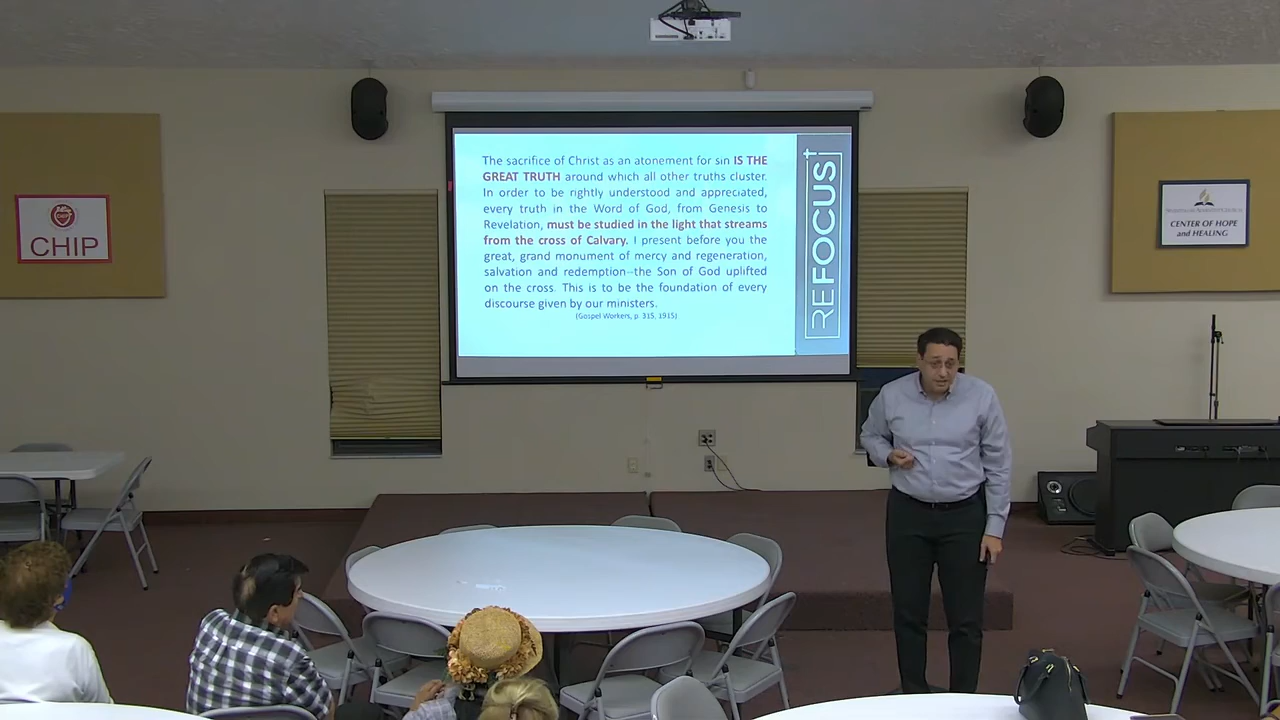 The sacrifice of Christ as an atonement for sin IS THE
GREAT TRUTH around which all other truths cluster.
In order to be rightly understood and appreciated,
every truth in the Word of God, from Genesis to
Revelation, must be studied in the light that streams
from the cross of Calvary. I present before you the
great, grand monument of mercy and regeneration,
salvation and redemption--the Son of God uplifted
on the cross. This is to be the foundation of every
discourse given by our ministers.
(Gospel Workers, p. 315, 1915)
REFOCUS!
CHIP
CENTER OF HOPE
and HEALING